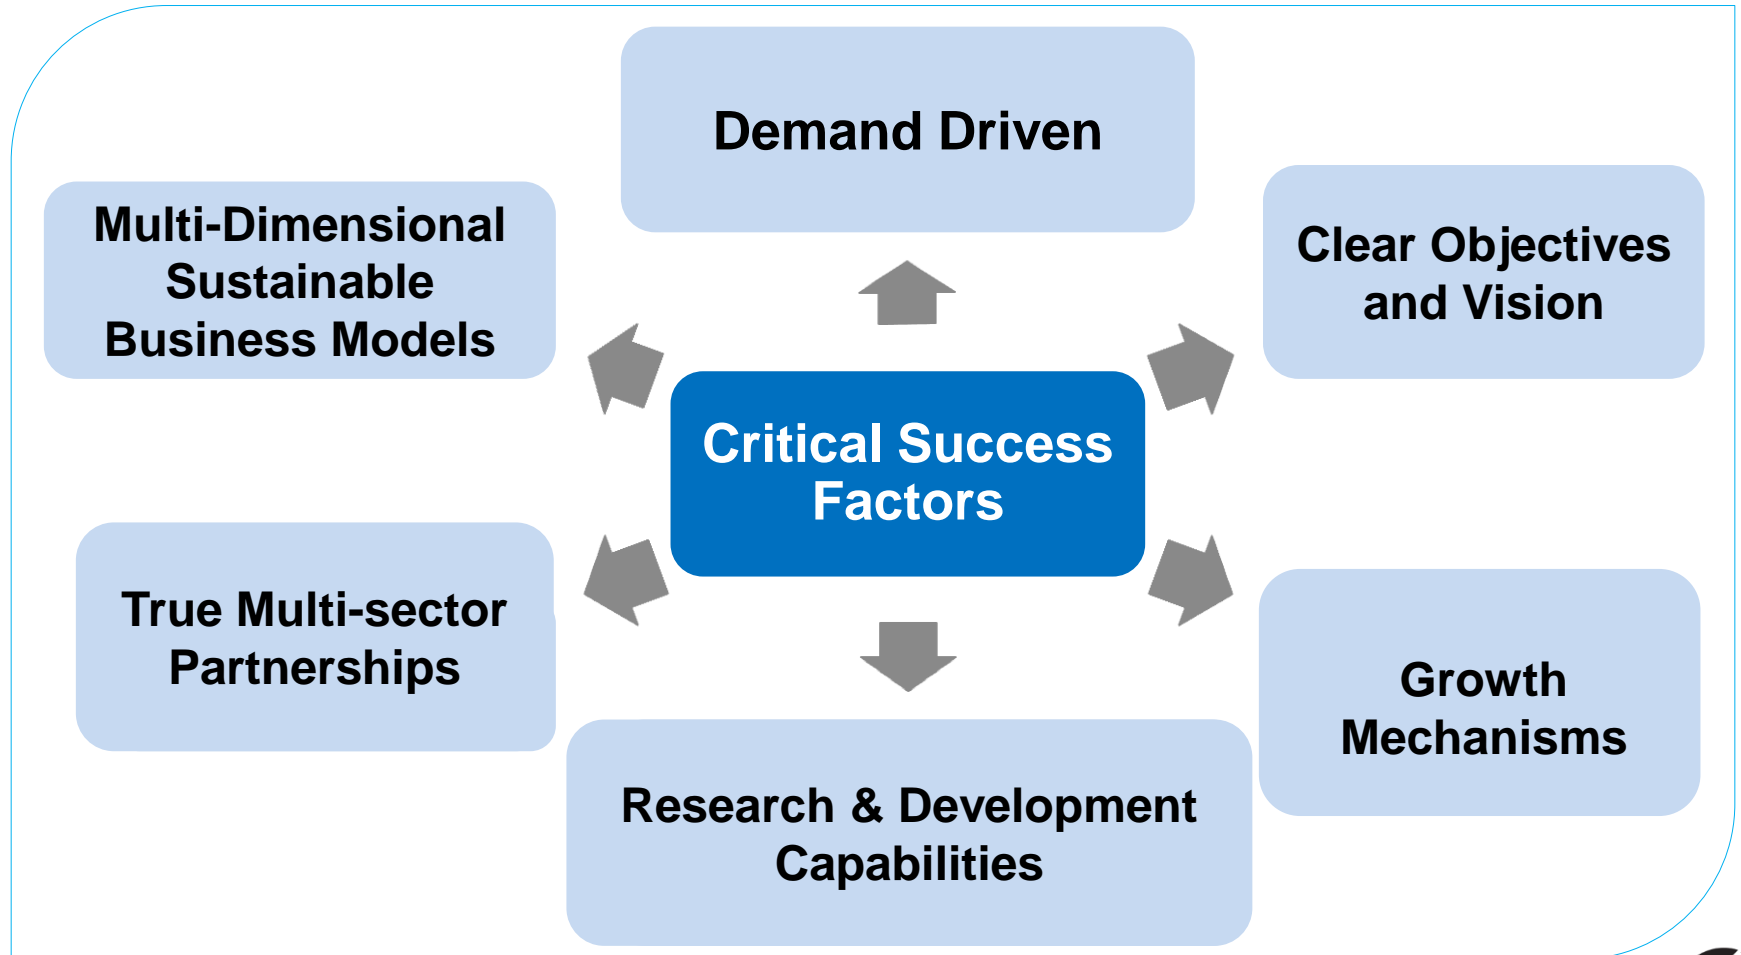 Demand Driven
Multi-Dimensional
Sustainable
Business Models
Clear Objectives
and Vision
Critical Success
Factors
True Multi-sector
Partnerships
Growth
Mechanisms
Research & Development
Capabilities